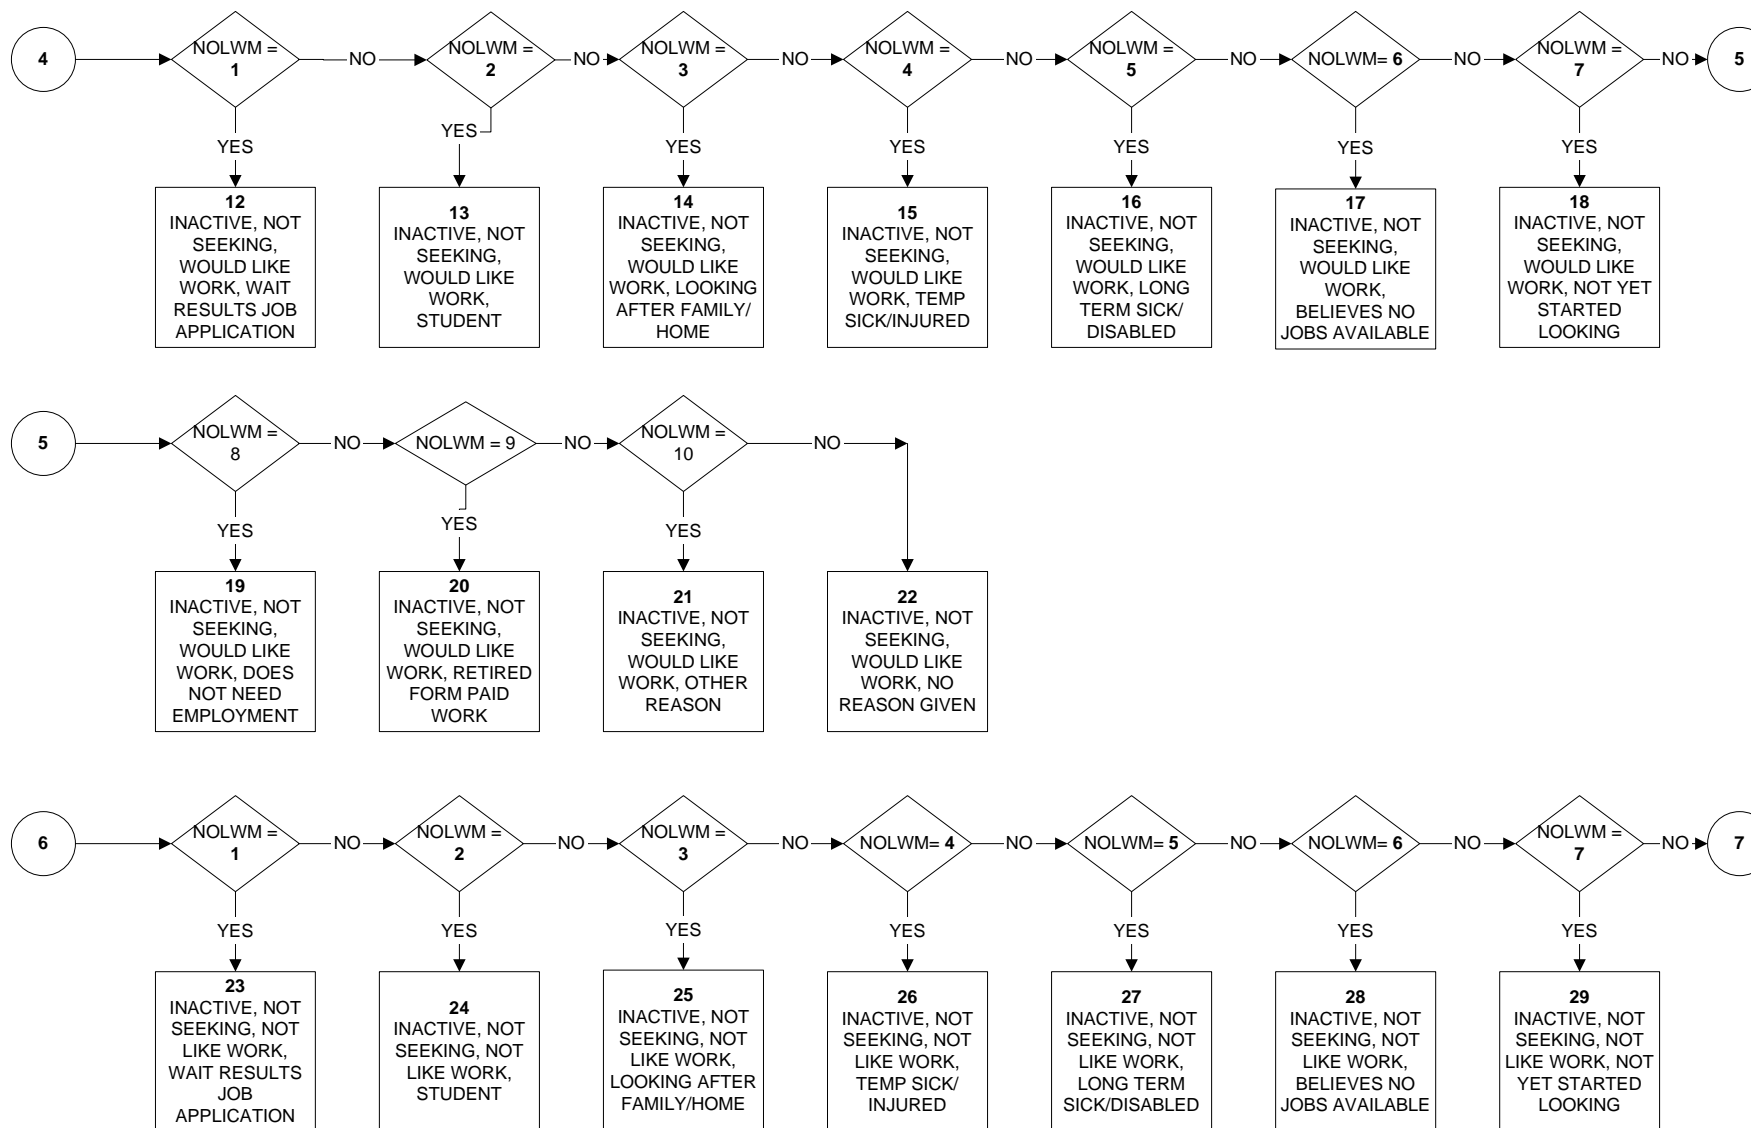 4
NOLWM =
1
NO
NOLWM =
2
NO
NOLWM =
3
NO
NOLWM =
4
NO
NOLWM =
5
NO
NOLWM= 6
NO
NOLWM =
7
NO
5
YES
YES
YES
YES
YES
YES
YES
12
INACTIVE, NOT
SEEKING,
WOULD LIKE
WORK, WAIT
RESULTS JOB
APPLICATION
13
INACTIVE, NOT
SEEKING,
WOULD LIKE
WORK,
STUDENT
14
INACTIVE, NOT
SEEKING,
WOULD LIKE
WORK, LOOKING
AFTER FAMILY/
HOME
15
INACTIVE, NOT
SEEKING,
WOULD LIKE
WORK, TEMP
SICK/INJURED
16
INACTIVE, NOT
SEEKING,
WOULD LIKE
WORK, LONG
TERM SICK/
DISABLED
17
INACTIVE, NOT
SEEKING,
WOULD LIKE
WORK,
BELIEVES NO
JOBS AVAILABLE
18
INACTIVE, NOT
SEEKING,
WOULD LIKE
WORK, NOT YET
STARTED
LOOKING
5
NOLWM =
8
NO
NOLWM = 9
NO
NOLWM =
10
NO
YES
YES
YES
19
INACTIVE, NOT
SEEKING,
WOULD LIKE
WORK, DOES
NOT NEED
EMPLOYMENT
20
INACTIVE, NOT
SEEKING,
WOULD LIKE
WORK, RETIRED
FORM PAID
WORK
21
INACTIVE, NOT
SEEKING,
WOULD LIKE
WORK, OTHER
REASON
22
INACTIVE, NOT
SEEKING,
WOULD LIKE
WORK, NO
REASON GIVEN
6
NOLWM =
1
NO
NOLWM =
2
NO
NOLWM =
3
NO
NOLWM= 4
NO
NOLWM= 5
NO
NOLWM= 6
NO
NOLWM =
7
NO
7
YES
YES
YES
YES
YES
YES
YES
23
INACTIVE, NOT
SEEKING, NOT
LIKE WORK,
WAIT RESULTS
JOB
APPLICATION
24
INACTIVE, NOT
SEEKING, NOT
LIKE WORK,
STUDENT
25
INACTIVE, NOT
SEEKING, NOT
LIKE WORK,
LOOKING AFTER
FAMILY/HOME
26
INACTIVE, NOT
SEEKING, NOT
LIKE WORK,
TEMP SICK/
INJURED
27
INACTIVE, NOT
SEEKING, NOT
LIKE WORK,
LONG TERM
SICK/DISABLED
28
INACTIVE, NOT
SEEKING, NOT
LIKE WORK,
BELIEVES NO
JOBS AVAILABLE
29
INACTIVE, NOT
SEEKING, NOT
LIKE WORK, NOT
YET STARTED
LOOKING